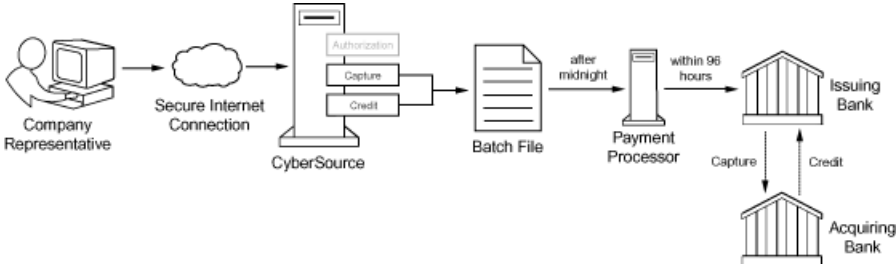 Company
Representative
Secure Internet
Connection
Authorization
Capture
Credit
CyberSource
Batch File
after
midnight
Payment
Processor
within 96
hours
Issuing
Bank
Capture
Credit
Acquiring
Bank